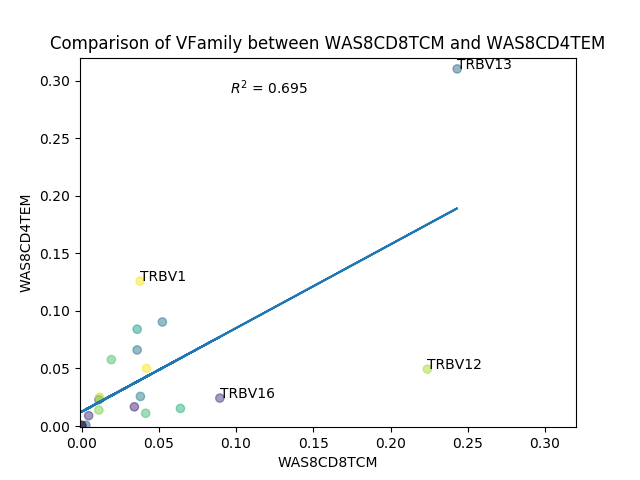 Comparison of VFamily between WAS8CD8TCM and WAS8CD4TEM
R² = 0.695
TRBV13
TRBV1
TRBV12
TRBV16
WAS8CD4TEM
0.30
0.25
0.20
0.15
0.10
0.05
0.00
0.00 0.05 0.10 0.15 0.20 0.25 0.30
WAS8CD8TCM